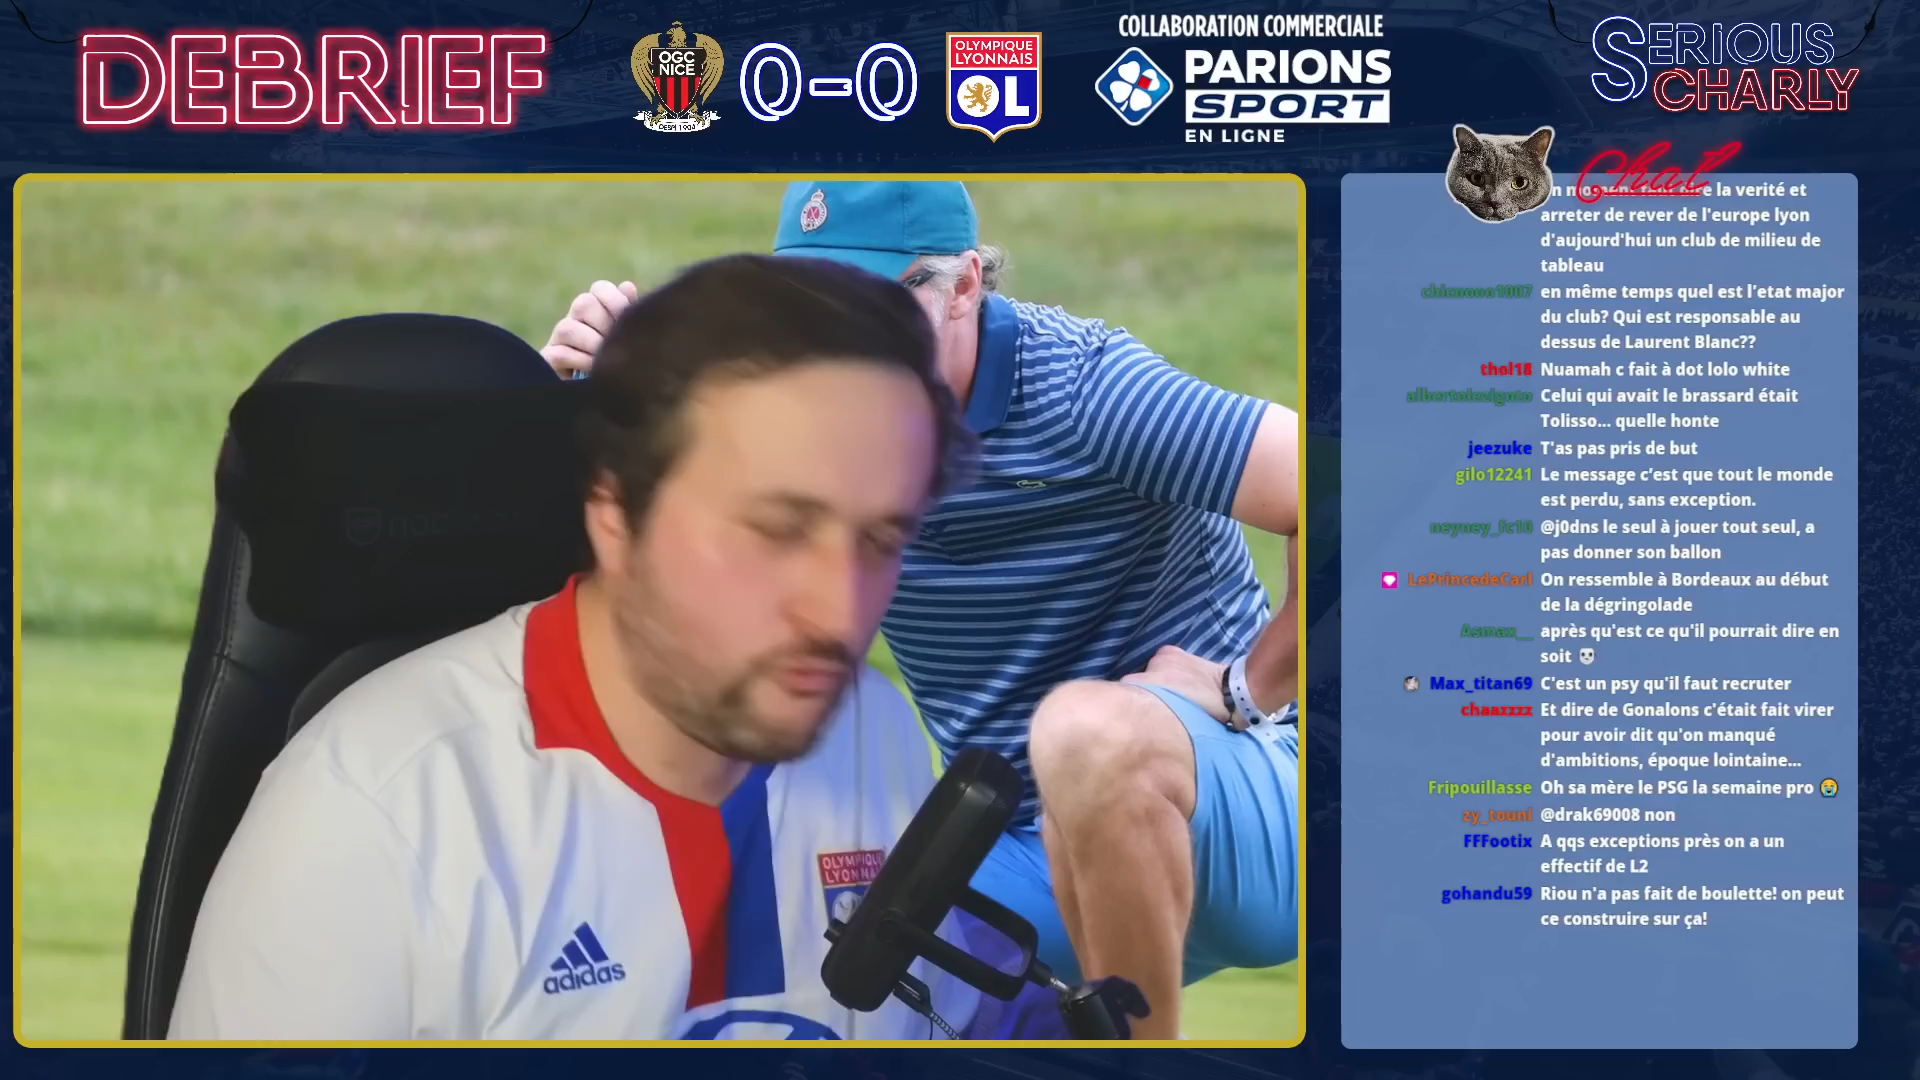 DEBRIEF
OGC
NICE
DEPUIS 1904
0-0
OLYMPIQUE
LYONNAIS
OL
COLLABORATION COMMERCIALE
PARIONS
SPORT
EN LIGNE
SERIOUS
CHARLY
Chat
la verité et
arreter de rever de l'europe lyon
d'aujourd'hui un club de milieu de
tableau
en même temps quel est l'etat major
du club? Qui est responsable au
dessus de Laurent Blanc??
thol18 Nuamah c fait à dot lolo white
Celui qui avait le brassard était
Tolisso... quelle honte
jeezuke T'as pas pris de but
gilo12241 Le message c'est que tout le monde
est perdu, sans exception.
neyney_fc10 @j0dns le seul à jouer tout seul, a
pas donner son ballon
LePrincedeCarl On ressemble à Bordeaux au début
de la dégringolade
après qu'est ce qu'il pourrait dire en
soit
Max_titan69 C'est un psy qu'il faut recruter
chaazzzz Et dire de Gonalons c'était fait virer
pour avoir dit qu'on manqué
d'ambitions, époque lointaine...
Fripouillasse Oh sa mère le PSG la semaine pro 😭
zy_touni @drak69008 non
FFFootix A qqs exceptions près on a un
effectif de L2
gohandu59 Riou n'a pas fait de boulette! on peut
ce construire sur ça!
OLYMPIQUE
LYONNAIS
adidas